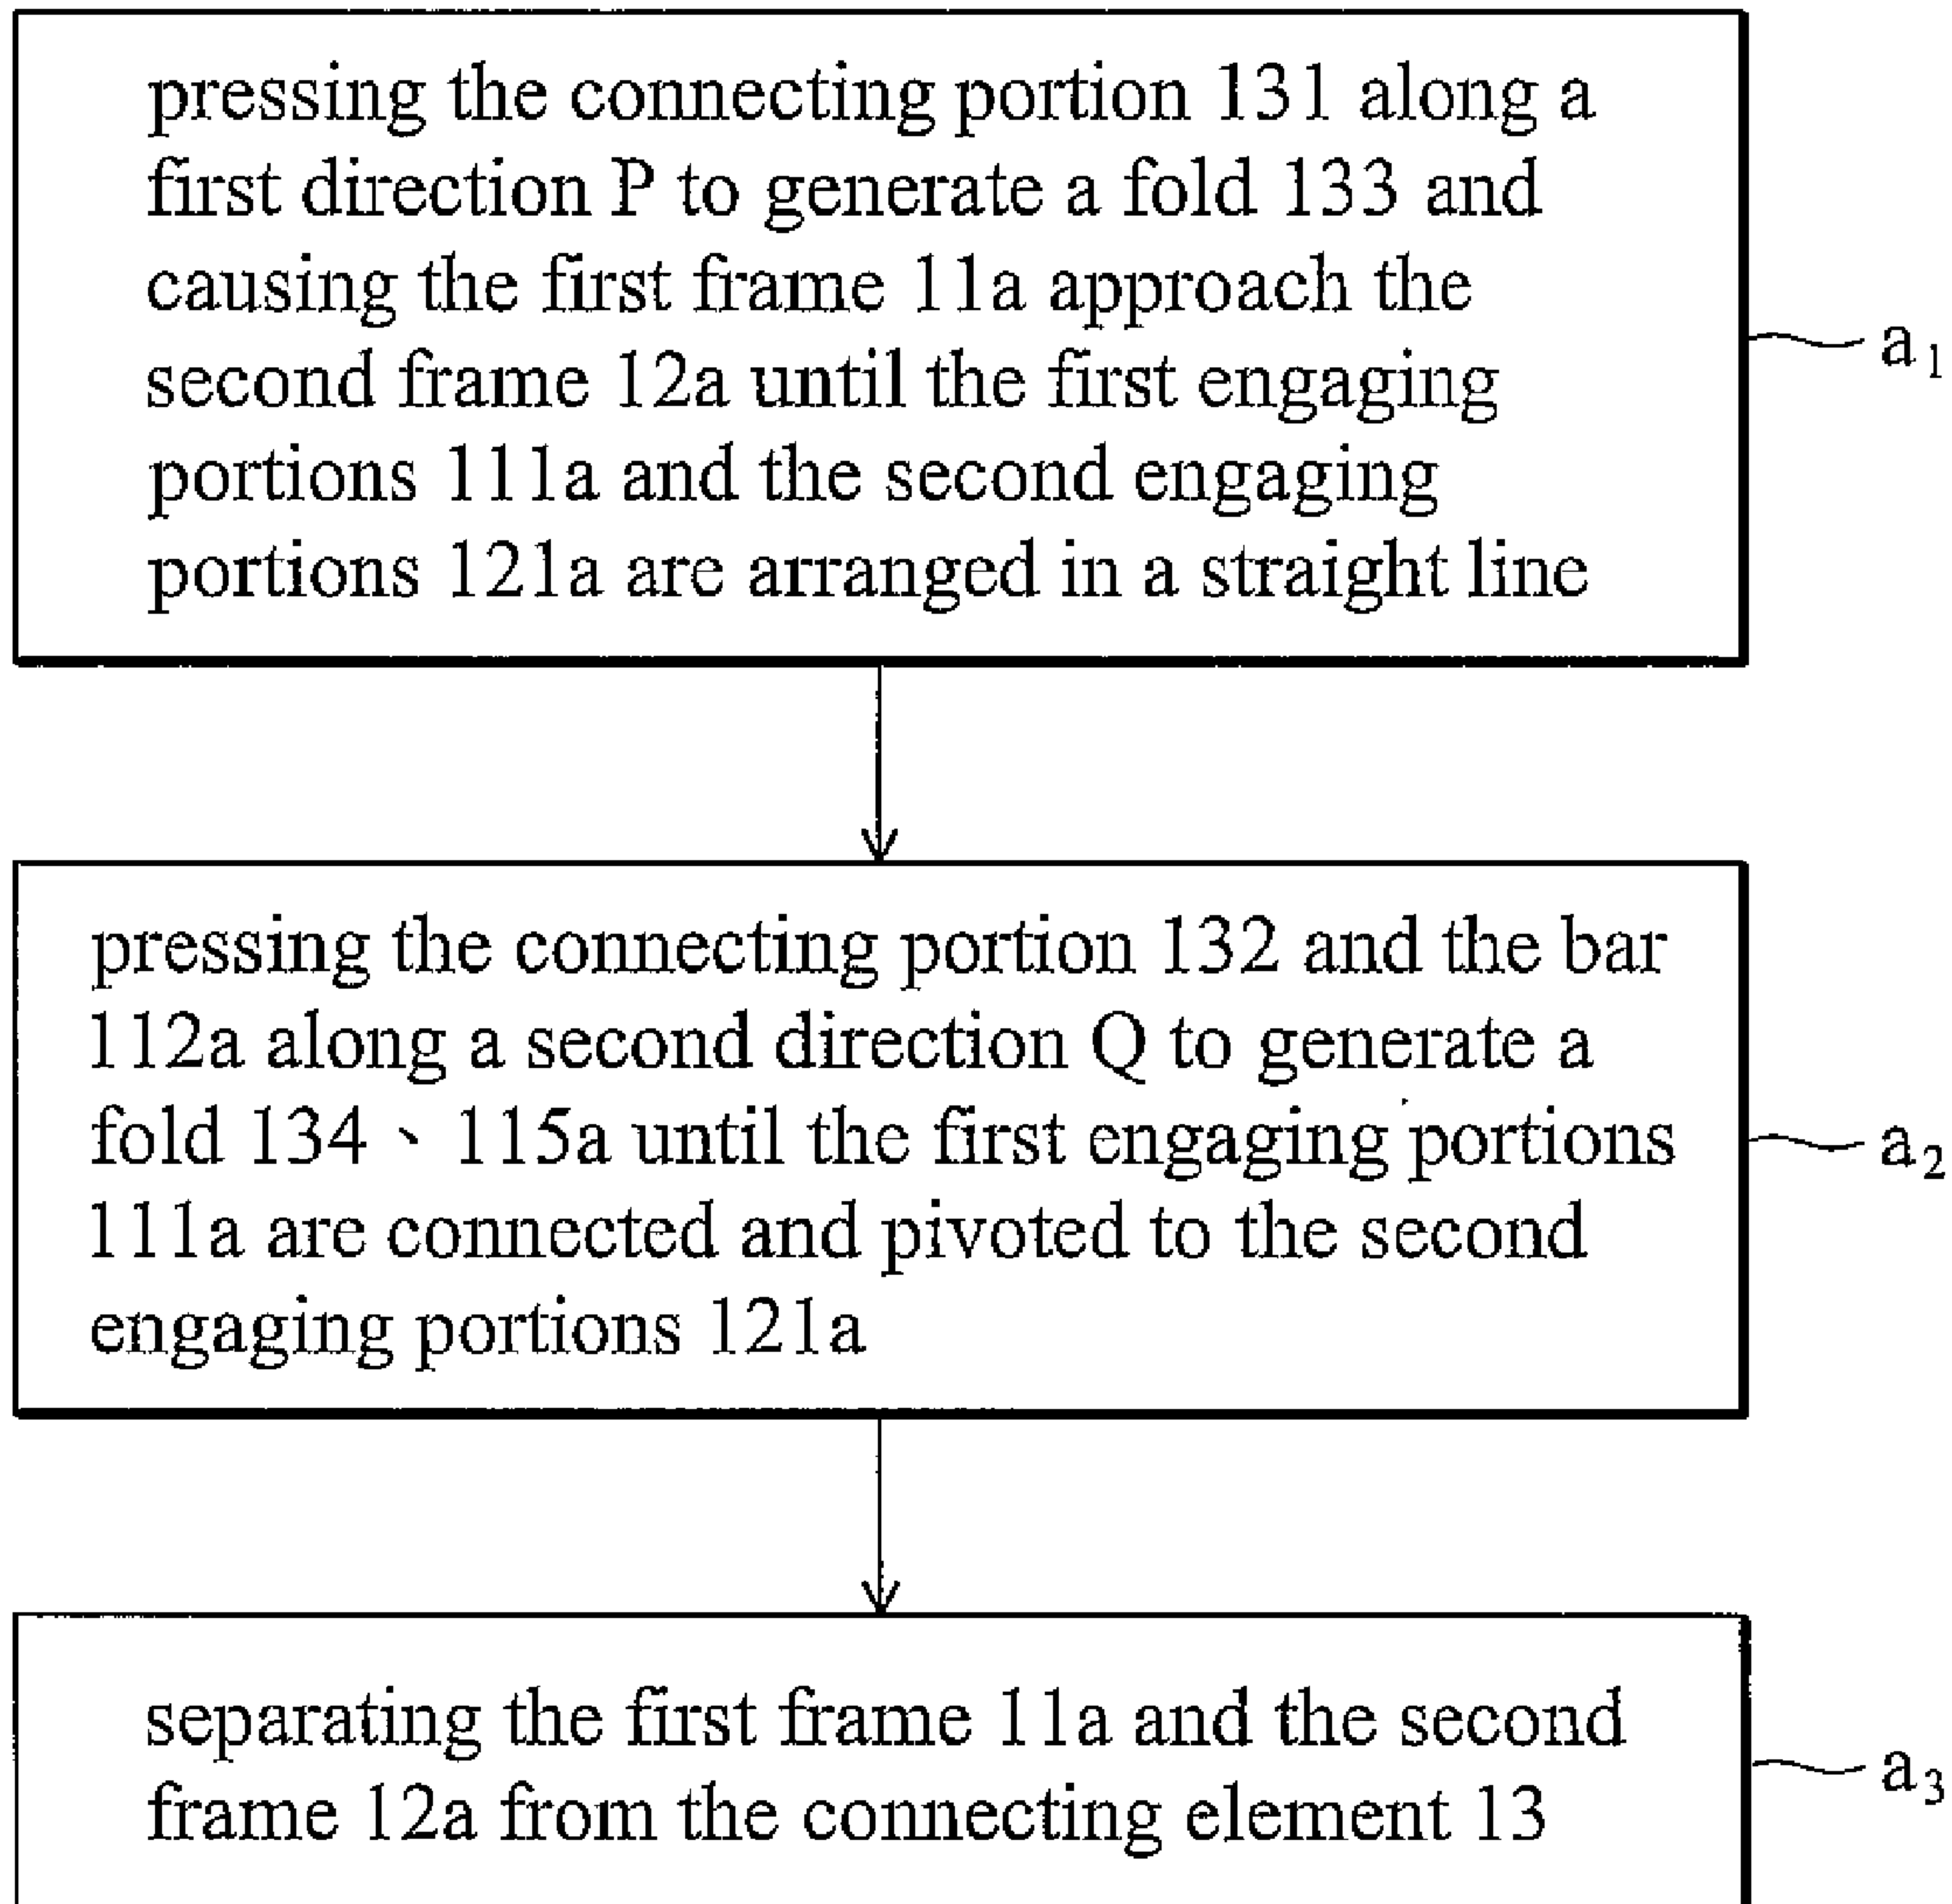 pressing the connecting portion 131 along a
first direction P to generate a fold 133 and
causing the first frame 11a approach the
second frame 12a until the first engaging
portions 111a and the second engaging
portions 121a are arranged in a straight line
a₁
pressing the connecting portion 132 and the bar
112a along a second direction Q to generate a
fold 134、115a until the first engaging portions
111a are connected and pivoted to the second
engaging portions 121a
a₂
separating the first frame 11a and the second
frame 12a from the connecting element 13
a₃